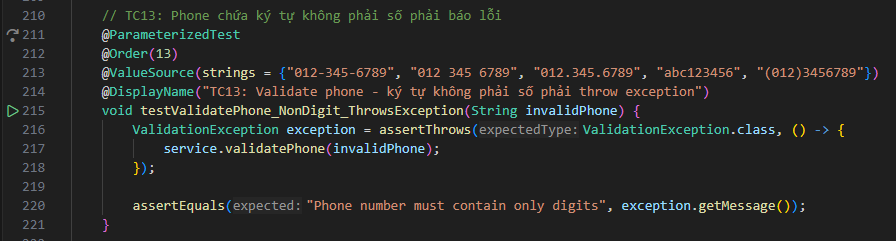 210 // TC13: Phone chứa ký tự không phải số phải báo lỗi
211 @ParameterizedTest
212 @Order(13)
213 @ValueSource(strings = {"012-345-6789", "012 345 6789", "012.345.6789", "abc123456", "(012)3456789"})
214 @DisplayName("TC13: Validate phone - ký tự không phải số phải throw exception")
215 void testValidatePhone_NonDigit_ThrowsException(String invalidPhone) {
216 ValidationException exception = assertThrows(expectedType:ValidationException.class, () -> {
217 service.validatePhone(invalidPhone);
218 });
219
220 assertEquals(expected:"Phone number must contain only digits", exception.getMessage());
221 }